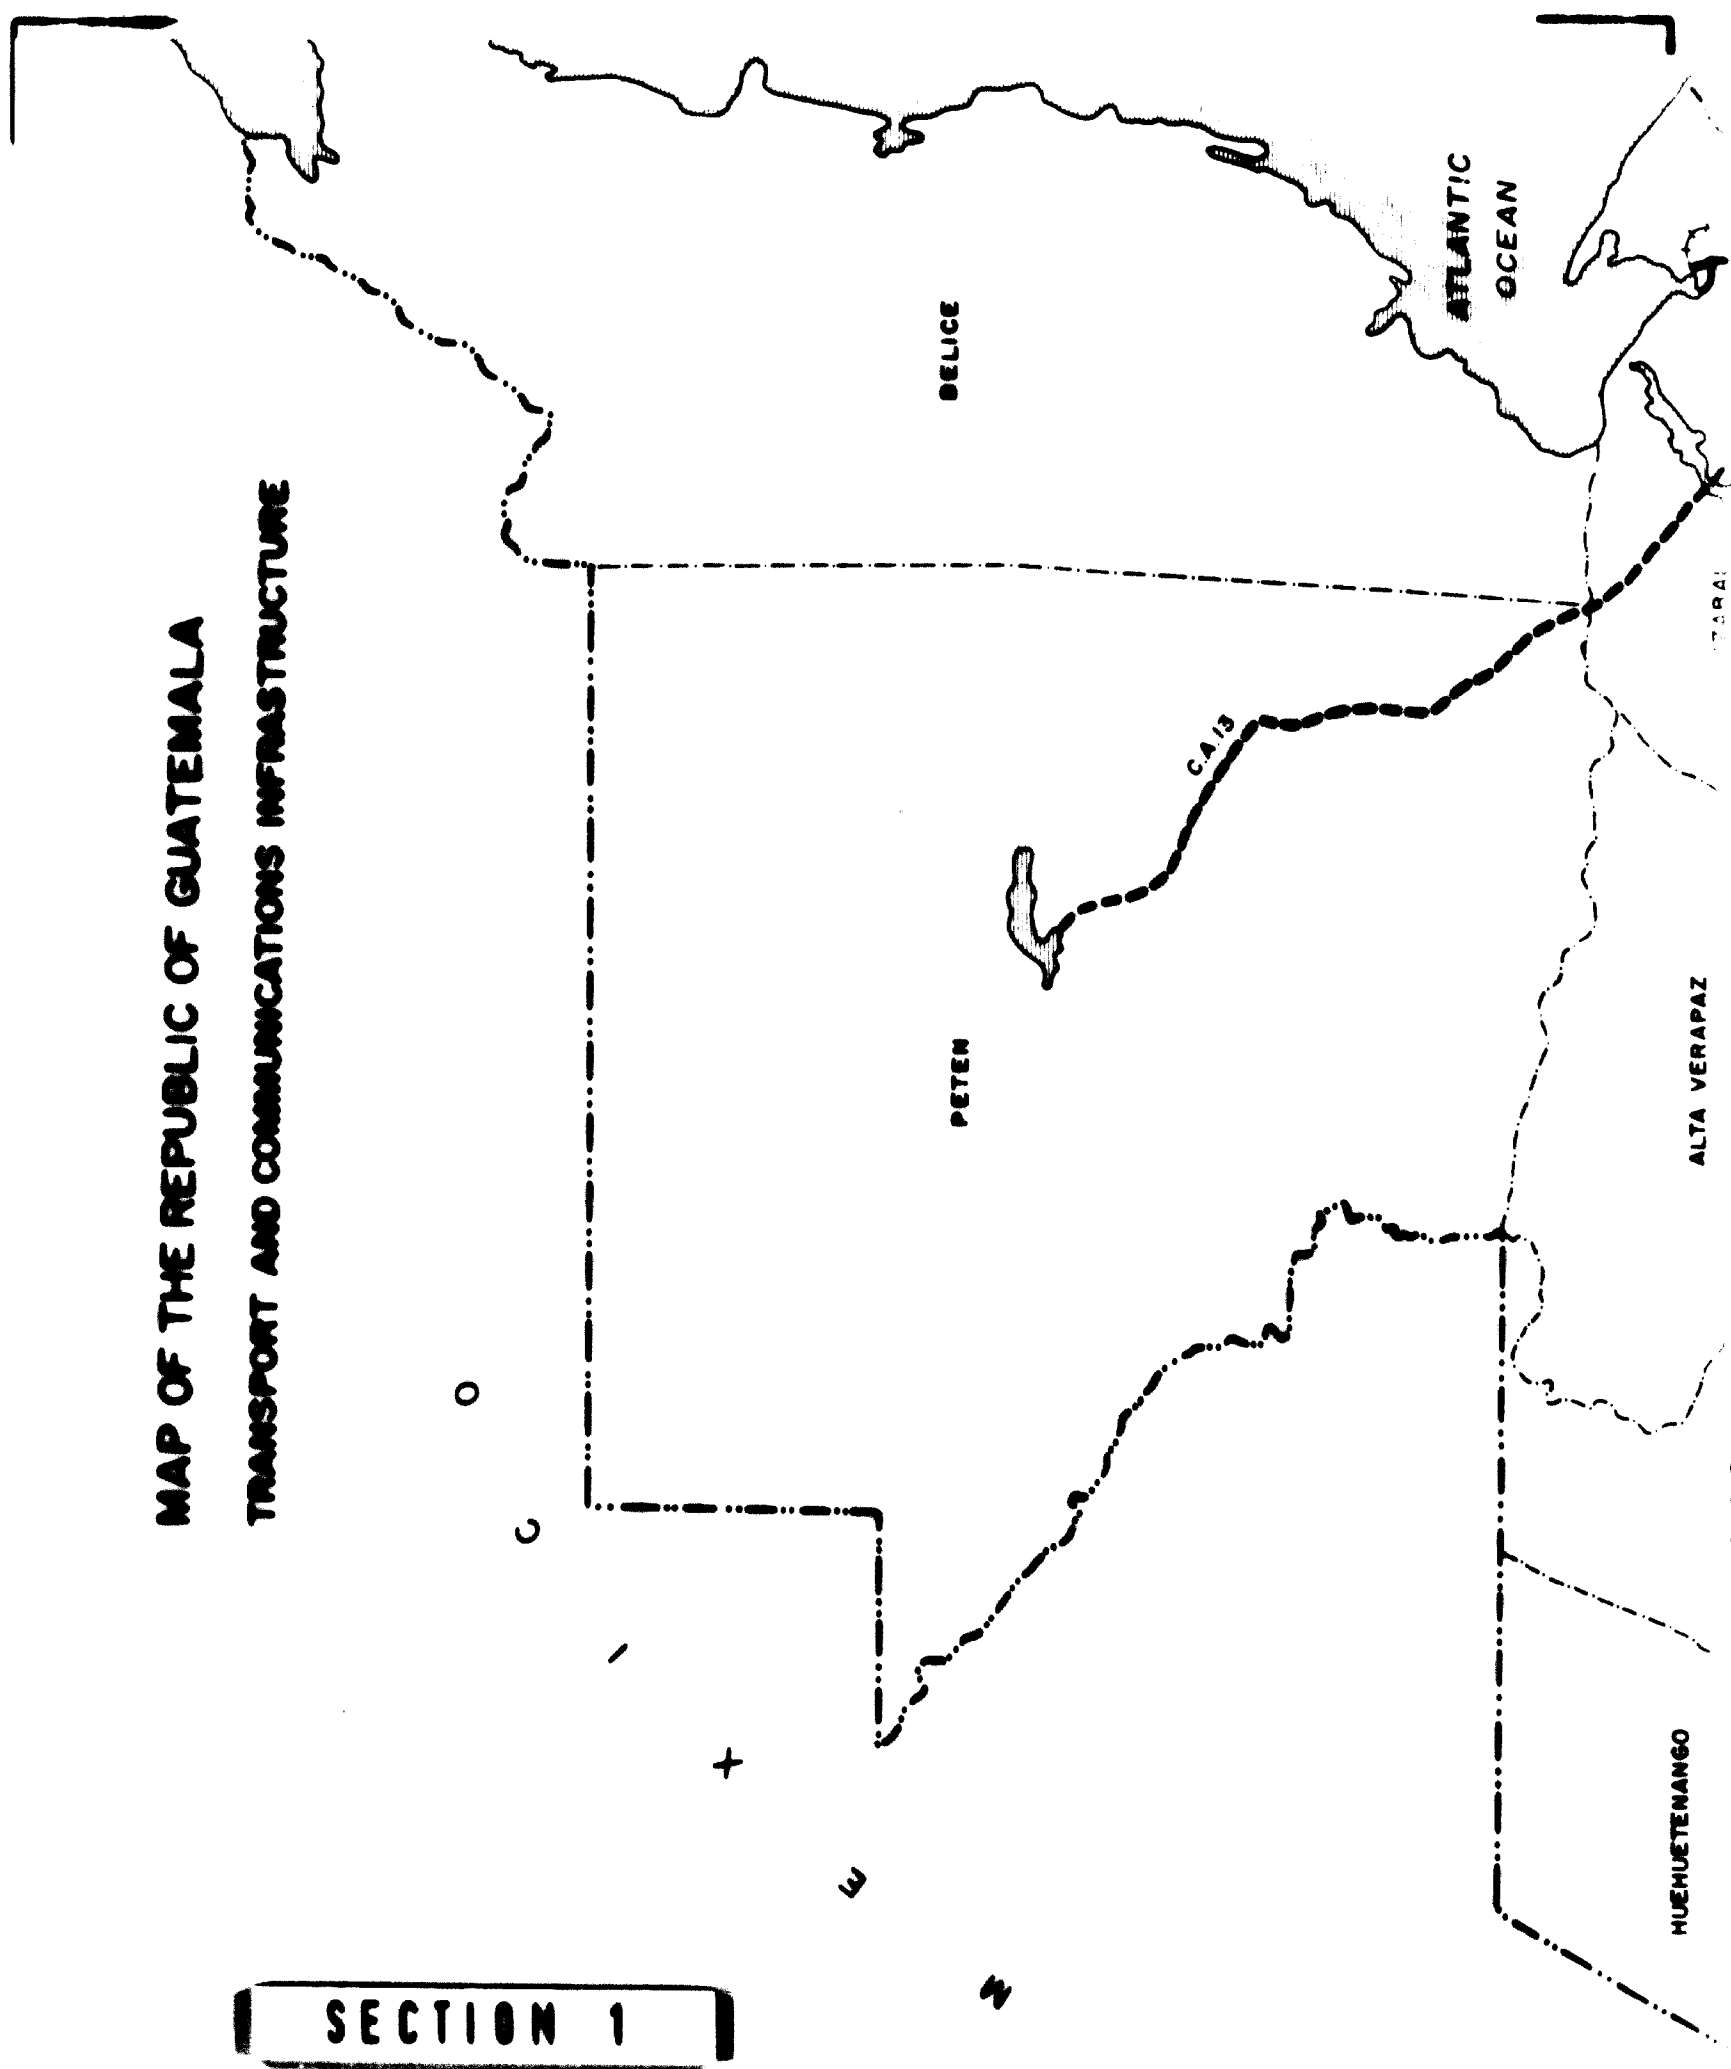 MAP OF THE REPUBLIC OF GUATEMALA
TRANSPORT AND COMMUNICATIONS INFRASTRUCTURE
M E X I C O
BELICE
ATLANTIC
OCEAN
C.A.13
PETEN
ALTA VERAPAZ
HUEHUETENANGO
SECTION 1